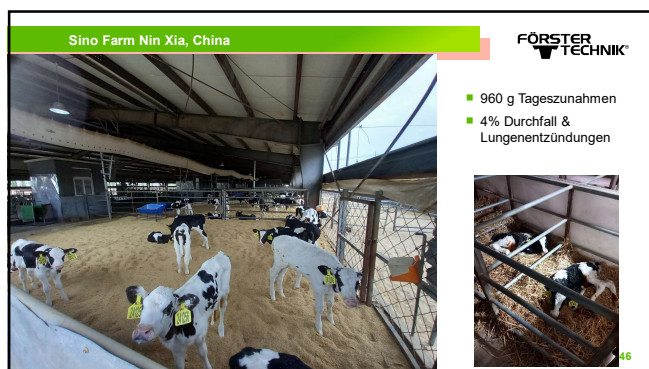 Sino Farm Nin Xia, China
FÖRSTER
TECHNIK®
960 g Tageszunahmen
4% Durchfall &
Lungenentzündungen
46